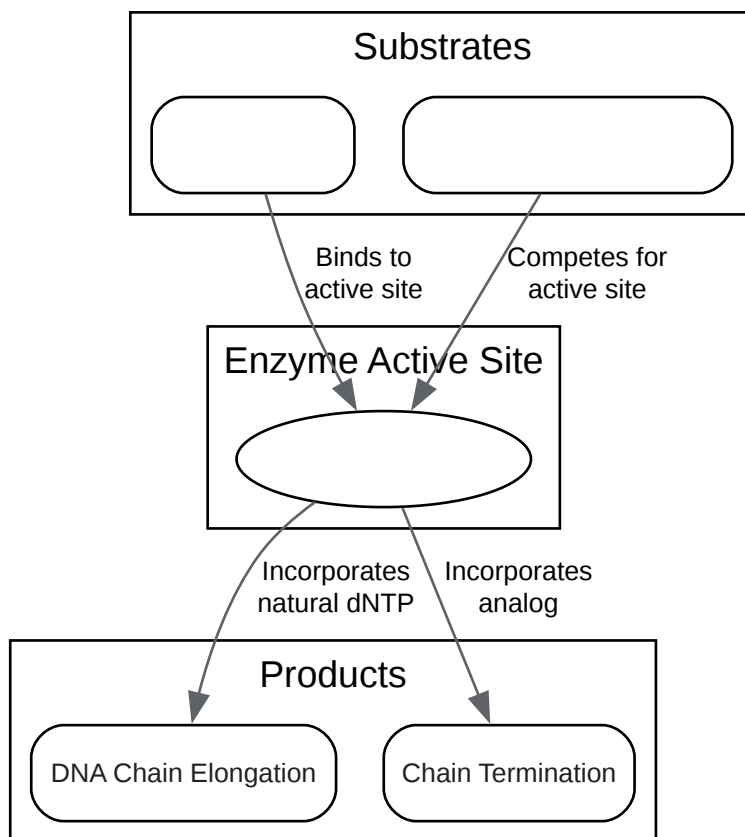 Substrates
Binds to
active site
Competes for
active site
Enzyme Active Site
Incorporates
natural dNTP
Incorporates
analog
Products
DNA Chain Elongation
Chain Termination